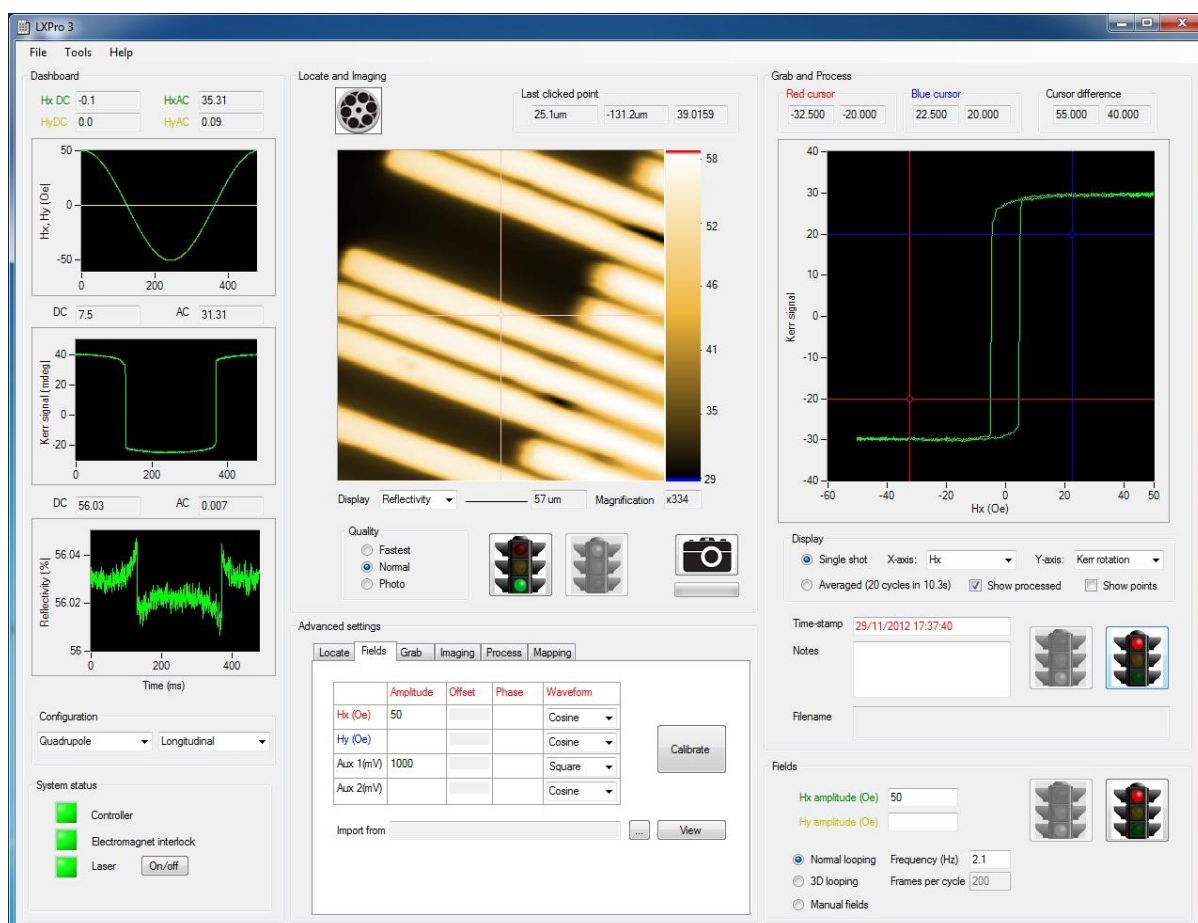 LXPro 3
File Tools Help
Dashboard
Hx DC -0.1 HxAC 35.31
HyDC 0.0 HyAC 0.09
Hx, Hy (Oe)
50
0
-50
0 200 400
DC 7.5 AC 31.31
Kerr signal (mdeg)
40
20
0
-20
0 200 400
DC 56.03 AC 0.007
Reflectivity (%)
56.04
56.02
56
0 200 400
Time (ms)
Configuration
Quadrupole Longitudinal
System status
Controller
Electromagnet interlock
Laser On/off
Locate and Imaging
Last clicked point
25.1um -131.2um 39.0159
58
52
46
41
35
29
Display Reflectivity 57 um Magnification x334
Quality
Fastest
Normal
Photo
Advanced settings
Locate Fields Grab Imaging Process Mapping
Amplitude Offset Phase Waveform
Hx (Oe) 50 Cosine
Hy (Oe) Cosine
Aux 1(mV) 1000 Square
Aux 2(mV) Cosine
Calibrate
Import from ... View
Grab and Process
Red cursor Blue cursor Cursor difference
-32.500 -20.000 22.500 20.000 55.000 40.000
Kerr signal
40
30
20
10
0
-10
-20
-30
-40
-60 -40 -20 0 20 40 50
Hx (Oe)
Display
Single shot X-axis: Hx Y-axis: Kerr rotation
Averaged (20 cycles in 10.3s) Show processed Show points
Time-stamp 29/11/2012 17:37:40
Notes
Filename
Fields
Hx amplitude (Oe) 50
Hy amplitude (Oe)
Normal looping Frequency (Hz) 2.1
3D looping Frames per cycle 200
Manual fields